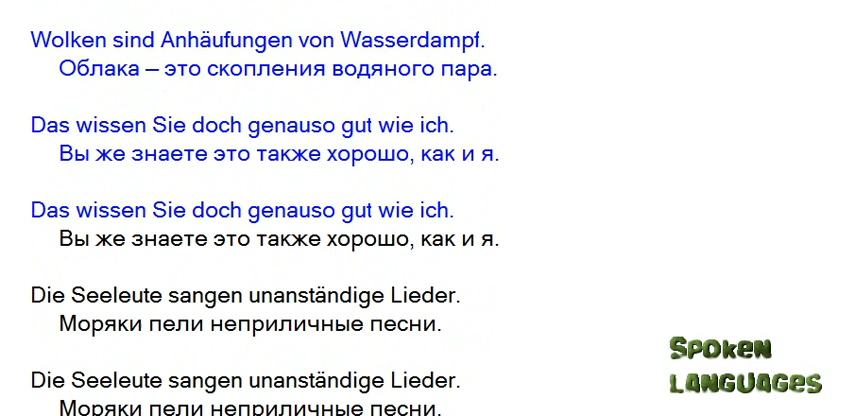 Wolken sind Anhäufungen von Wasserdampf.
Облака – это скопления водяного пара.
Das wissen Sie doch genauso gut wie ich.
Вы же знаете это также хорошо, как и я.
Das wissen Sie doch genauso gut wie ich.
Вы же знаете это также хорошо, как и я.
Die Seeleute sangen unanständige Lieder.
Моряки пели неприличные песни.
Die Seeleute sangen unanständige Lieder.
Моряки пели неприличные песни.
Spoken
Languages